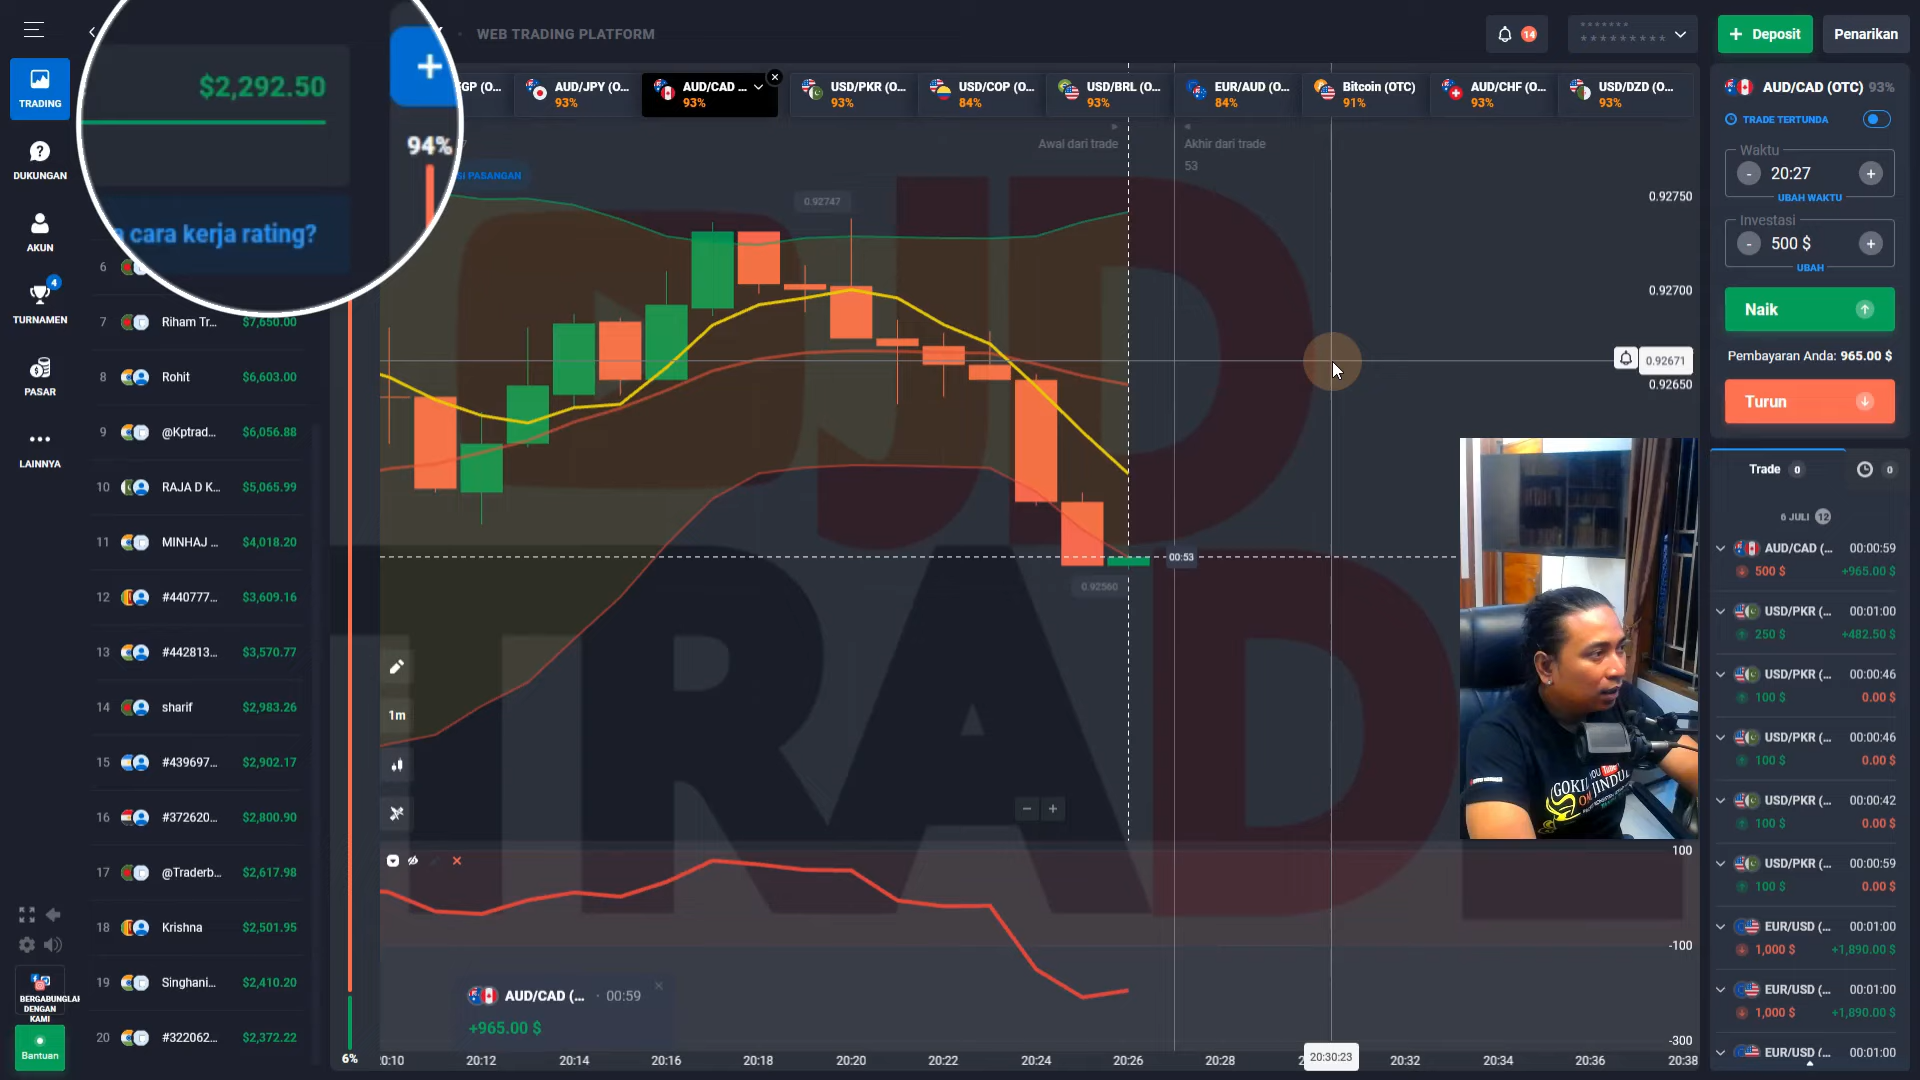 WEB TRADING PLATFORM
14
Deposit
Penarikan
$2,292.50
94%
cara kerja rating?
TRADING
DUKUNGAN
AKUN
4
TURNAMEN
PASAR
LAINNYA
BERGABUNGLAH
DENGAN
KAMI
Bantuan
GP (O...
AUD/JPY (O...
93%
AUD/CAD ...
93%
USD/PKR (O...
93%
USD/COP (O...
84%
USD/BRL (O...
93%
EUR/AUD (O...
84%
Bitcoin (OTC)
91%
AUD/CHF (O...
93%
USD/DZD (O...
93%
6
7 Riham Tr... $7,650.00
8 Rohit $6,603.00
9 @Kptrad... $6,056.88
10 RAJA D K... $5,065.99
11 MINHAJ ... $4,018.20
12 #440777... $3,609.16
13 #442813... $3,570.77
14 sharif $2,983.26
15 #439697... $2,902.17
16 #372620... $2,800.90
17 @Traderb... $2,617.98
18 Krishna $2,501.95
19 Singhani... $2,410.20
20 #322062... $2,372.22
6%
PASANGAN
Awal dari trade
Akhir dari trade
53
0.92747
0.92750
0.92700
0.92671
0.92650
00:53
0.92560
1m
DJD
TRAD
100
-100
-300
AUD/CAD (... · 00:59
+965.00 $
20:10
20:12
20:14
20:16
20:18
20:20
20:22
20:24
20:26
20:28
20:30:23
20:32
20:34
20:36
20:38
AUD/CAD (OTC) 93%
TRADE TERTUNDA
Waktu
- 20:27 +
UBAH WAKTU
Investasi
- 500 $ +
UBAH
Naik
Pembayaran Anda: 965.00 $
Turun
Trade 0
0
6 JULI 12
AUD/CAD (... 00:00:59
500 $ +965.00 $
USD/PKR (... 00:01:00
250 $ +482.50 $
USD/PKR (... 00:00:46
100 $ 0.00 $
USD/PKR (... 00:00:46
100 $ 0.00 $
USD/PKR (... 00:00:42
100 $ 0.00 $
USD/PKR (... 00:00:59
100 $ 0.00 $
EUR/USD (... 00:01:00
1,000 $ +1,890.00 $
EUR/USD (... 00:01:00
1,000 $ +1,890.00 $
EUR/USD (... 00:01:00
YOU Tube
GOKIL
JINDUL